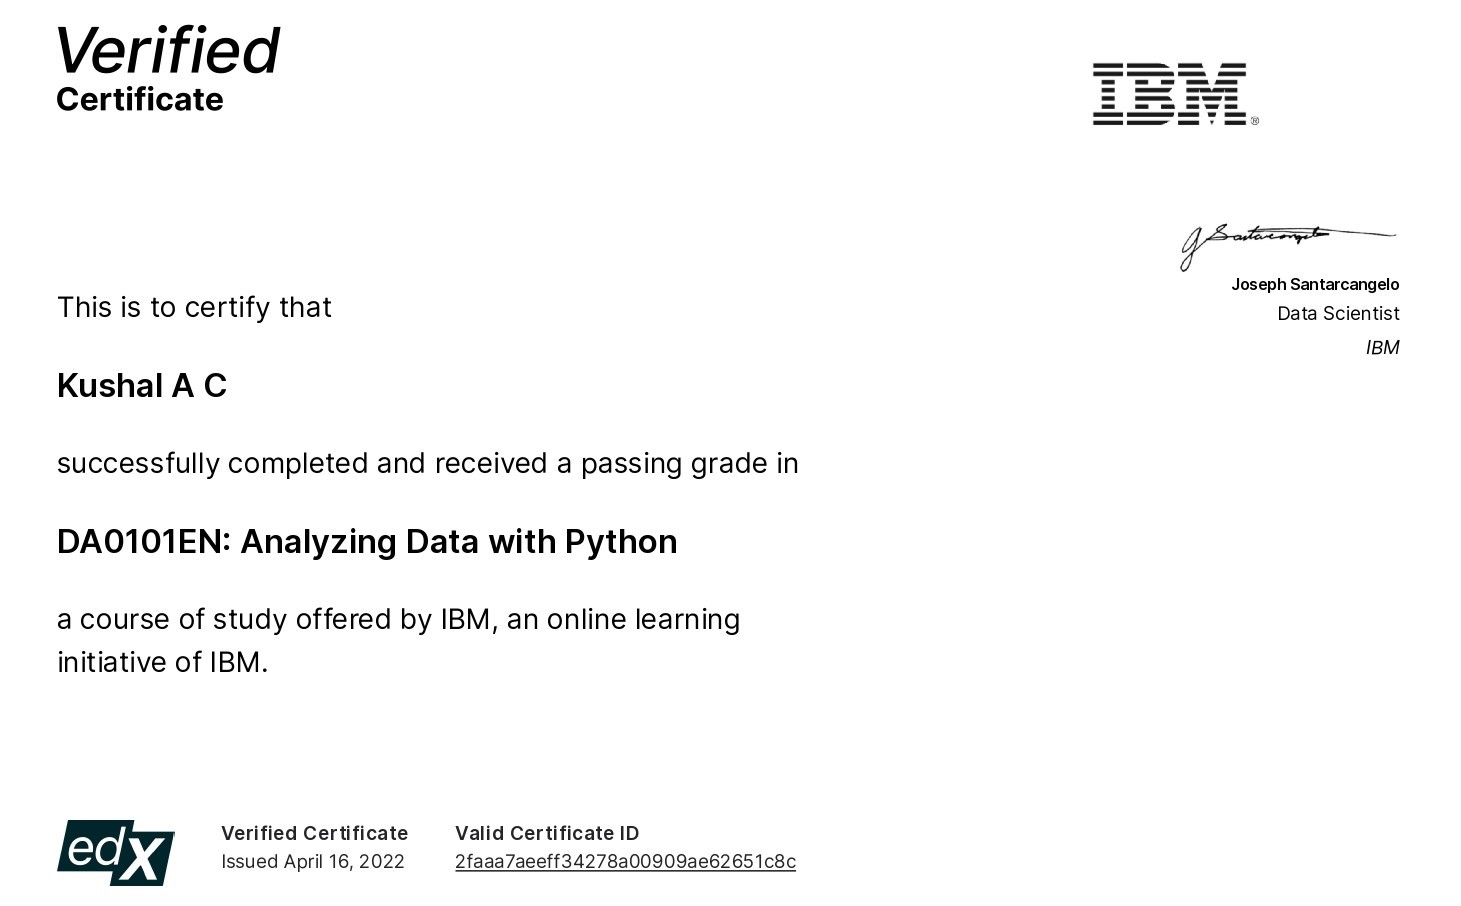 Verified
Certificate
IBM®
This is to certify that
Kushal A C
successfully completed and received a passing grade in
DA0101EN: Analyzing Data with Python
a course of study offered by IBM, an online learning
initiative of IBM.
J Santarcangelo
Joseph Santarcangelo
Data Scientist
IBM
edX
Verified Certificate
Issued April 16, 2022
Valid Certificate ID
2faaa7aeeff34278a00909ae62651c8c